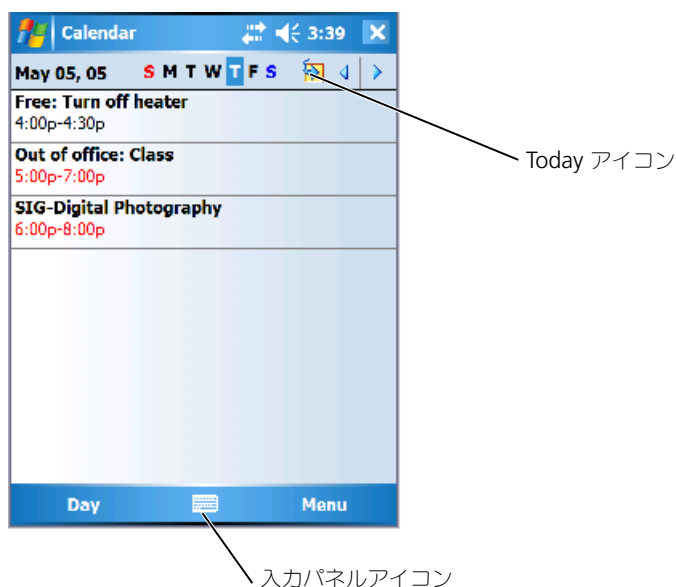 Calendar 3:39
May 05, 05 S M T W T F S
Free: Turn off heater
4:00p-4:30p
Out of office: Class
5:00p-7:00p
SIG-Digital Photography
6:00p-8:00p
Today アイコン
Day Menu
入力パネルアイコン